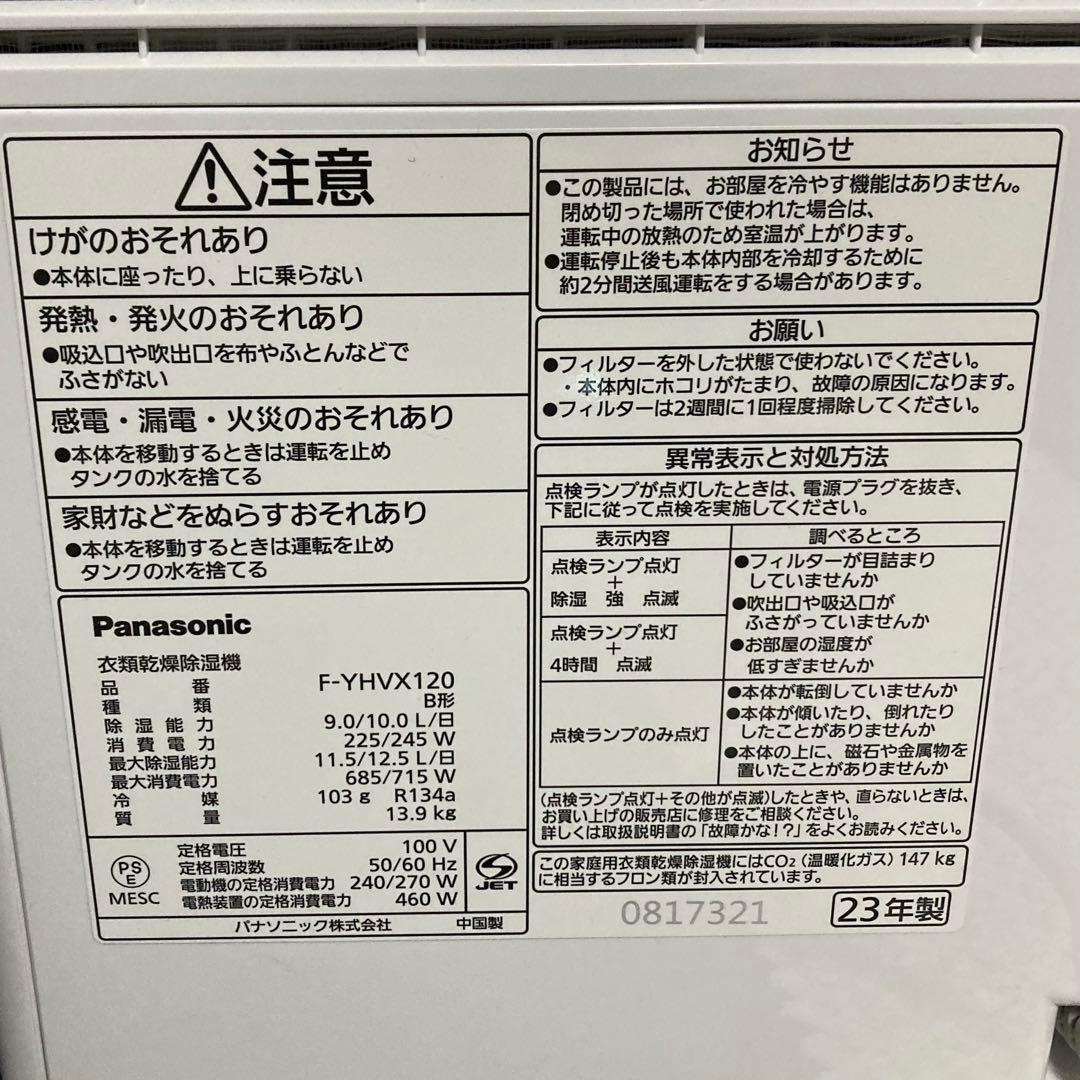 注意
けがのおそれあり
●本体に座ったり、上に乗らない
発熱・発火のおそれあり
●吸込口や吹出口を布やふとんなどで
ふさがない
感電・漏電・火災のおそれあり
●本体を移動するときは運転を止め
タンクの水を捨てる
家財などをぬらすおそれあり
●本体を移動するときは運転を止め
タンクの水を捨てる
Panasonic
衣類乾燥除湿機
品番 F-YHVX120
種類 B形
除湿能力 9.0/10.0 L/日
消費電力 225/245 W
最大除湿能力 11.5/12.5 L/日
最大消費電力 685/715 W
冷媒 103 g R134a
質量 13.9 kg
PS
E
MESC
定格電圧 100 V
定格周波数 50/60 Hz
電動機の定格消費電力 240/270 W
電熱装置の定格消費電力 460 W
JET
パナソニック株式会社 中国製
お知らせ
●この製品には、お部屋を冷やす機能はありません。
閉め切った場所で使われた場合は、
運転中の放熱のため室温が上がります。
●運転停止後も本体内部を冷却するために
約2分間送風運転をする場合があります。
お願い
●フィルターを外した状態で使わないでください。
・本体内にホコリがたまり、故障の原因になります。
●フィルターは2週間に1回程度掃除してください。
異常表示と対処方法
点検ランプが点灯したときは、電源プラグを抜き、
下記に従って点検を実施してください。
表示内容 調べるところ
点検ランプ点灯
+
除湿 強 点滅
点検ランプ点灯
+
4時間 点滅
●フィルターが目詰まり
していませんか
●吹出口や吸込口が
ふさがっていませんか
●お部屋の湿度が
低すぎませんか
点検ランプのみ点灯
●本体が転倒していませんか
●本体が傾いたり、倒れたり
したことがありませんか
●本体の上に、磁石や金属物を
置いたことがありませんか
(点検ランプ点灯+その他が点滅)したときや、直らないときは、
お買い上げの販売店に修理をご相談ください。
詳しくは取扱説明書の「故障かな!?」をよくお読みください。
この家庭用衣類乾燥除湿機にはCO₂(温暖化ガス)147 kg
に相当するフロン類が封入されています。
0817321
23年製